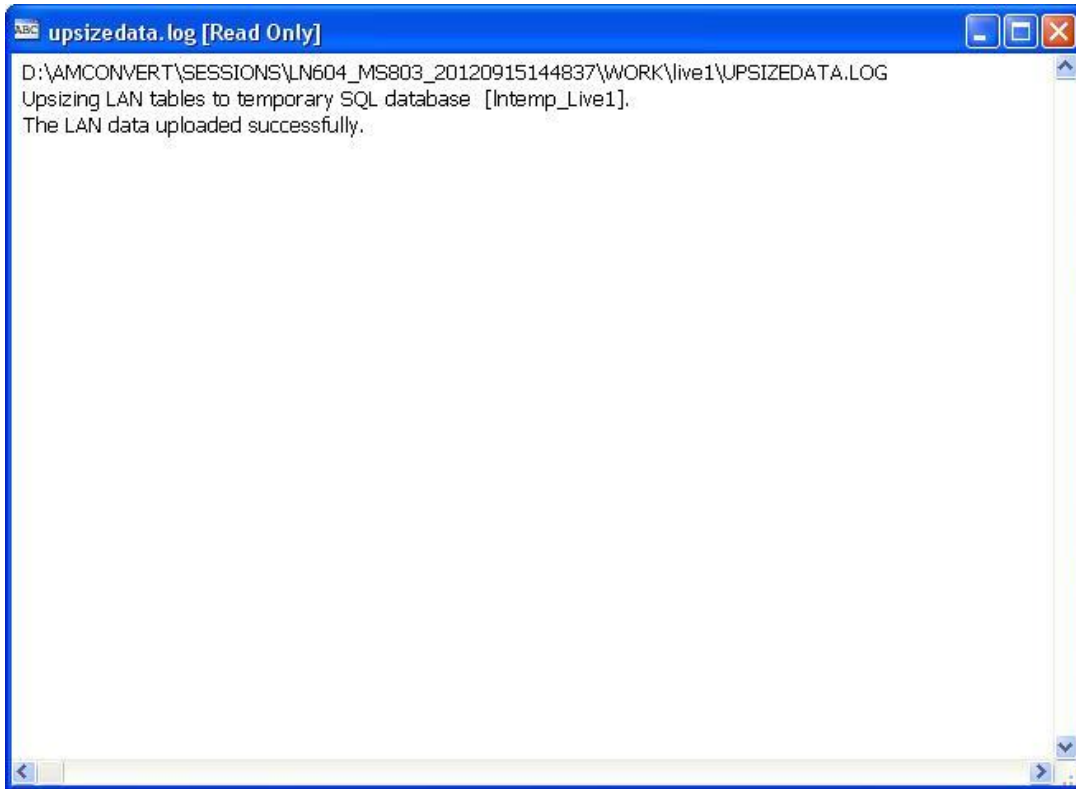 ABC upsizedata.log [Read Only]
D:\AMCONVERT\SESSIONS\LN604_MS803_20120915144837\WORK\live1\UPSIZEDATA.LOG
Upsizing LAN tables to temporary SQL database  [lntemp_Live1].
The LAN data uploaded successfully.